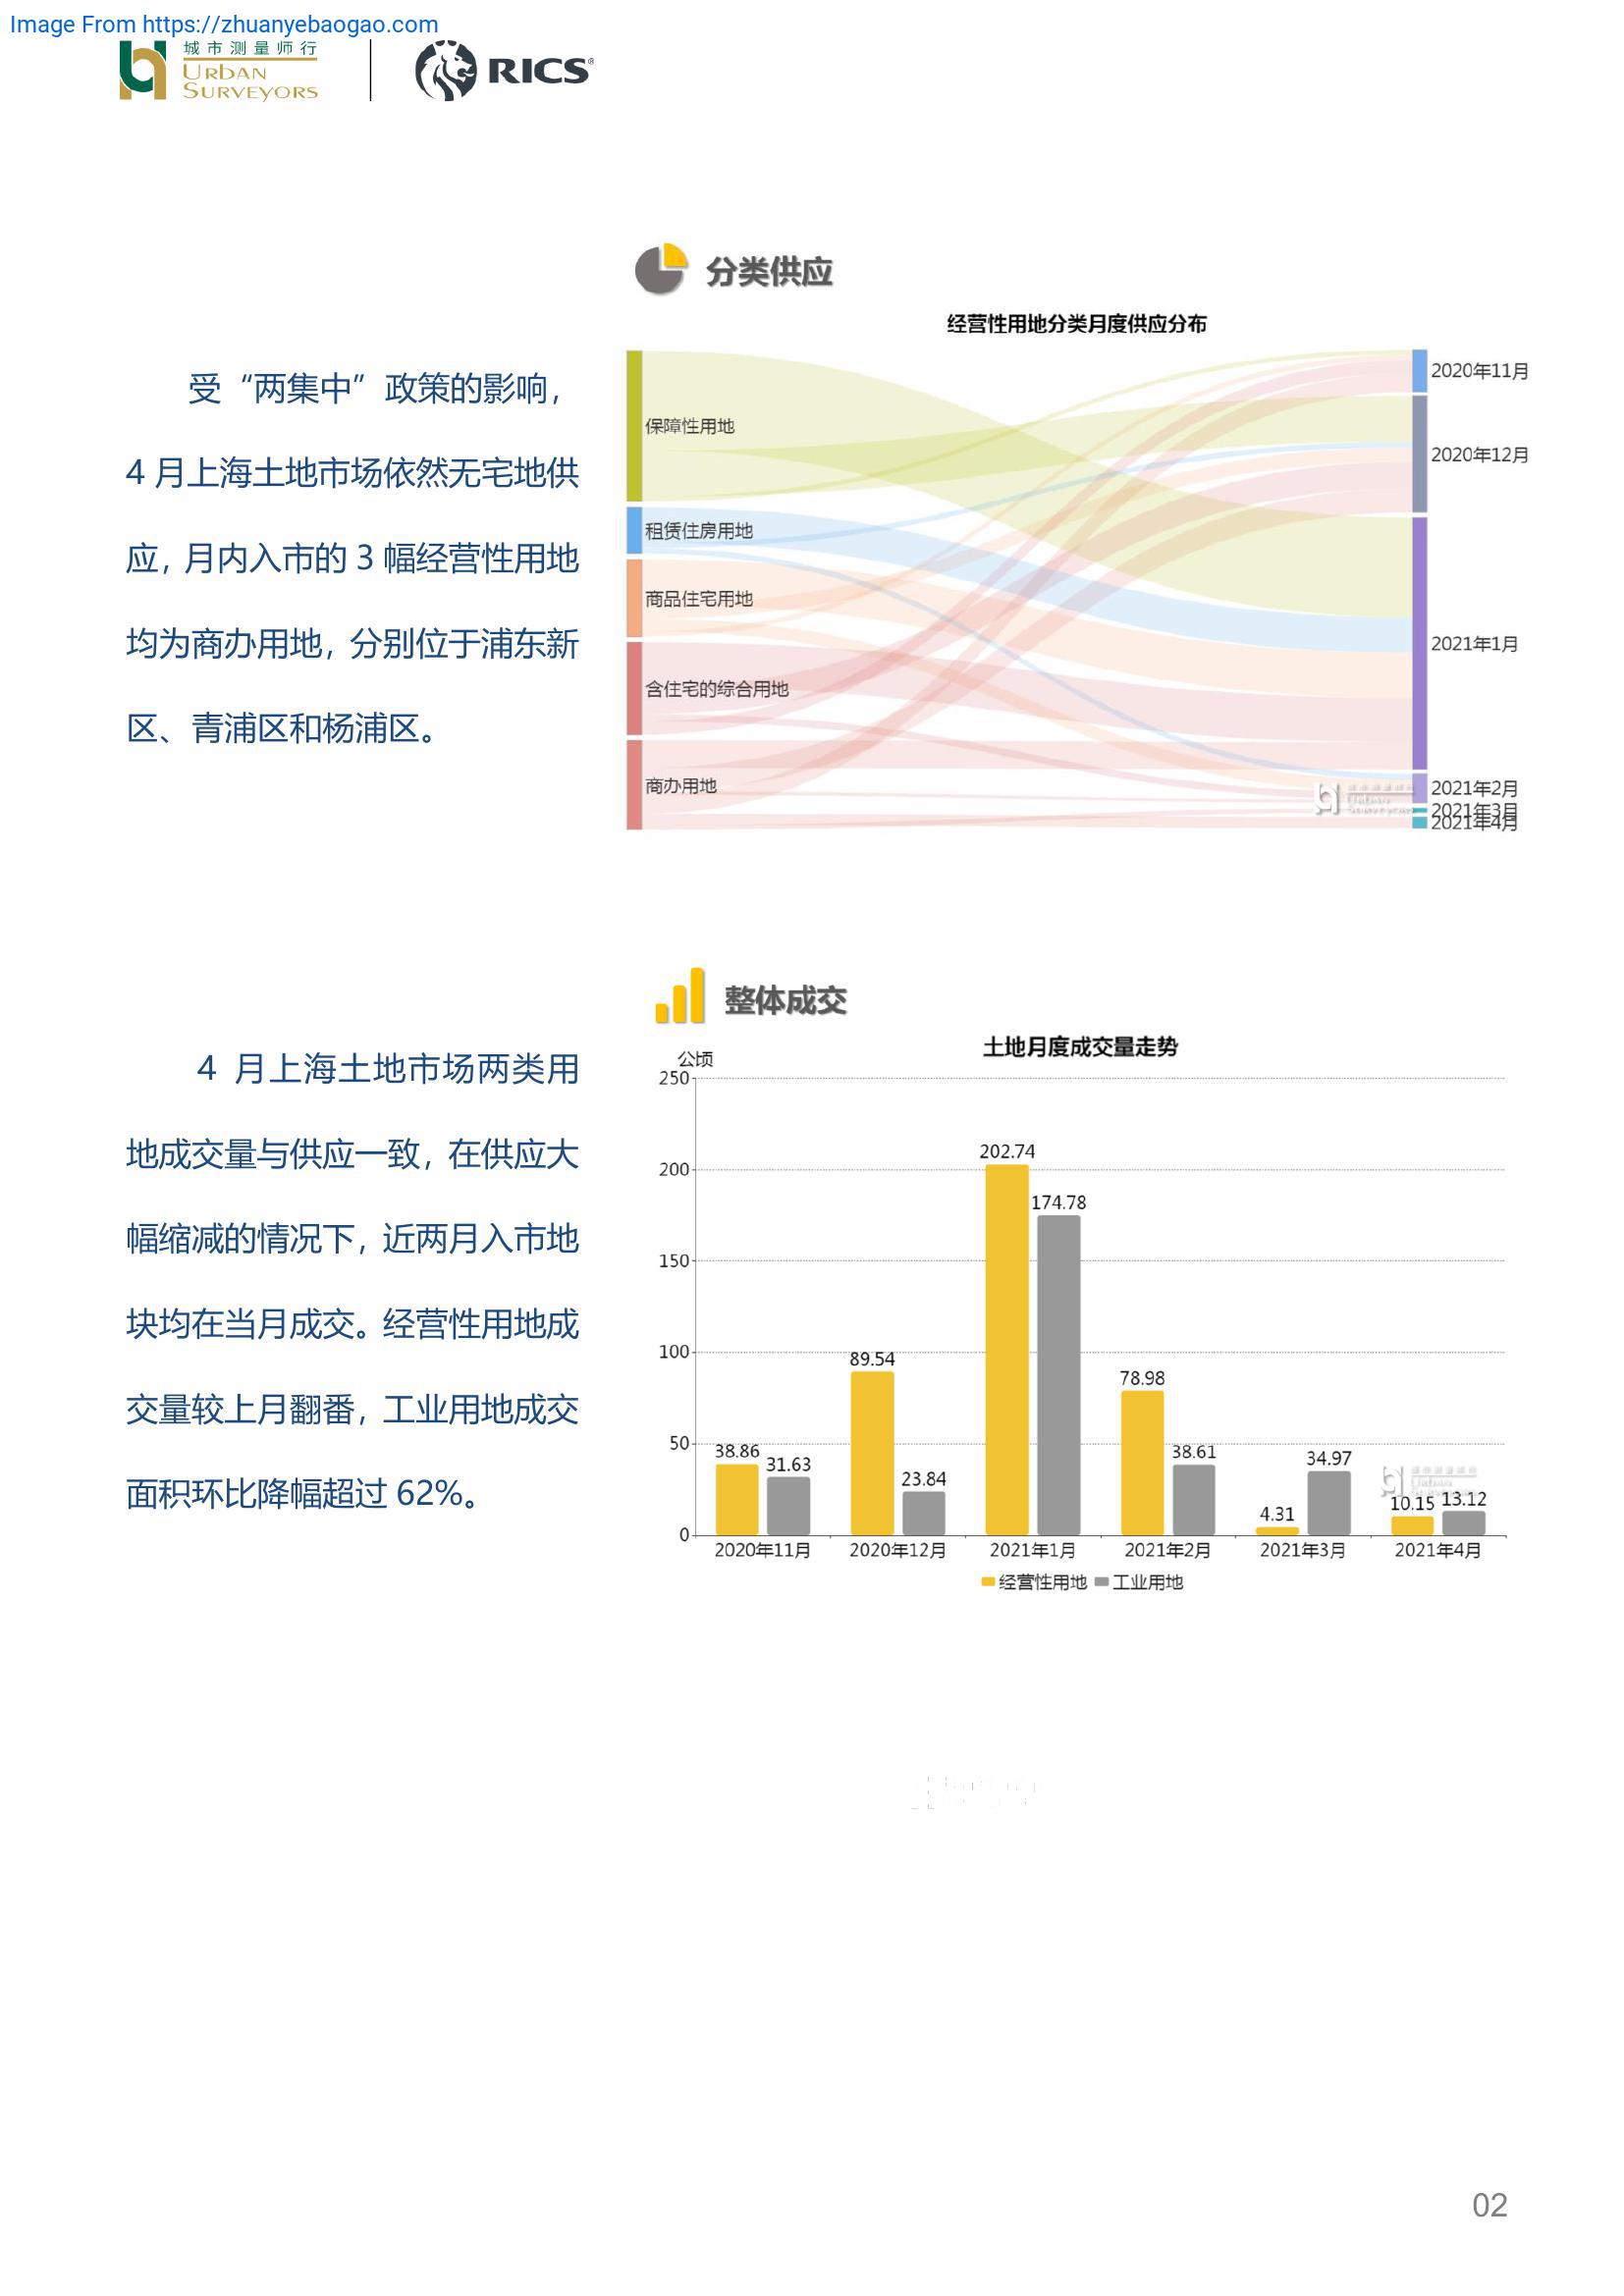 Image From https://zhuanyebaogao.com
城市测量师行
URBAN
SURVEYORS
RICS®
分类供应
经营性用地分类月度供应分布
受“两集中”政策的影响，
4 月上海土地市场依然无宅地供
应，月内入市的 3 幅经营性用地
均为商办用地，分别位于浦东新
区、青浦区和杨浦区。
保障性用地
租赁住房用地
商品住宅用地
含住宅的综合用地
商办用地
2020年11月
2020年12月
2021年1月
2021年2月
2021年3月
2021年4月
城市测量师行
Urban
Surveyors
整体成交
4 月上海土地市场两类用
地成交量与供应一致，在供应大
幅缩减的情况下，近两月入市地
块均在当月成交。经营性用地成
交量较上月翻番，工业用地成交
面积环比降幅超过 62%。
土地月度成交量走势
公顷
250
200
150
100
50
0
38.86
31.63
89.54
23.84
202.74
174.78
78.98
38.61
4.31
34.97
10.15
13.12
2020年11月
2020年12月
2021年1月
2021年2月
2021年3月
2021年4月
经营性用地
工业用地
02